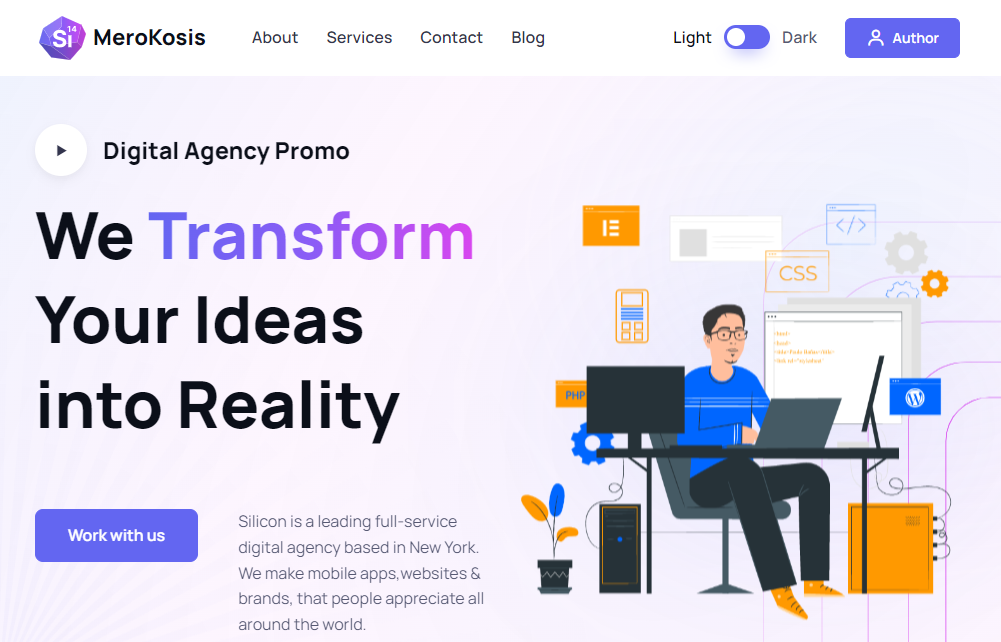 Si 14 MeroKosis About Services Contact Blog Light Dark Author
Digital Agency Promo
We Transform
Your Ideas
into Reality
Work with us
Silicon is a leading full-service
digital agency based in New York.
We make mobile apps,websites &
brands, that people appreciate all
around the world.
</>
CSS
PHP